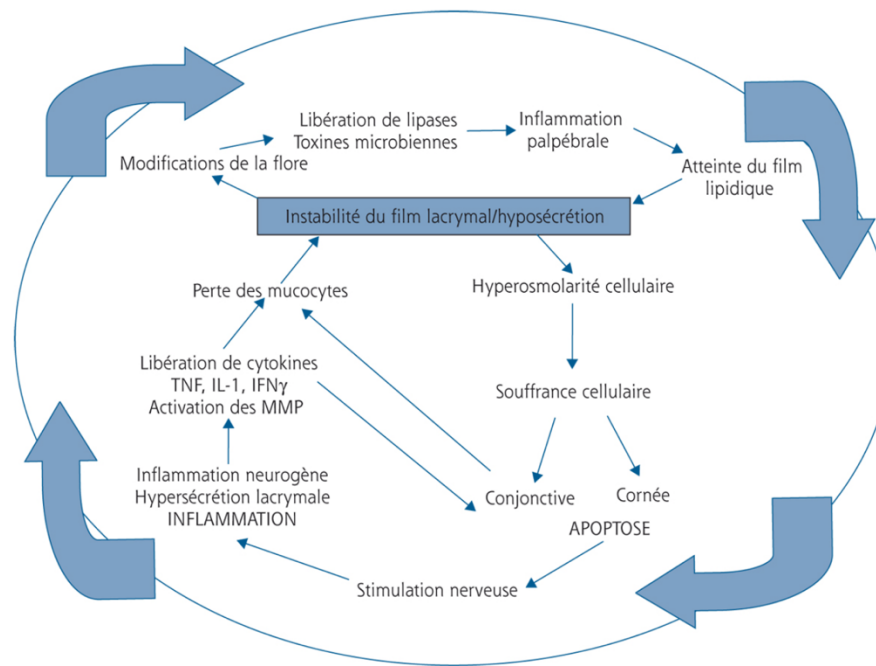 Libération de lipases
Toxines microbiennes
Inflammation
palpébrale
Modifications de la flore
Atteinte du film
lipidique
Instabilité du film lacrymal/hyposécrétion
Perte des mucocytes
Hyperosmolarité cellulaire
Libération de cytokines
TNF, IL-1, IFNγ
Activation des MMP
Souffrance cellulaire
Inflammation neurogène
Hypersécrétion lacrymale
INFLAMMATION
Conjonctive
Cornée
APOPTOSE
Stimulation nerveuse